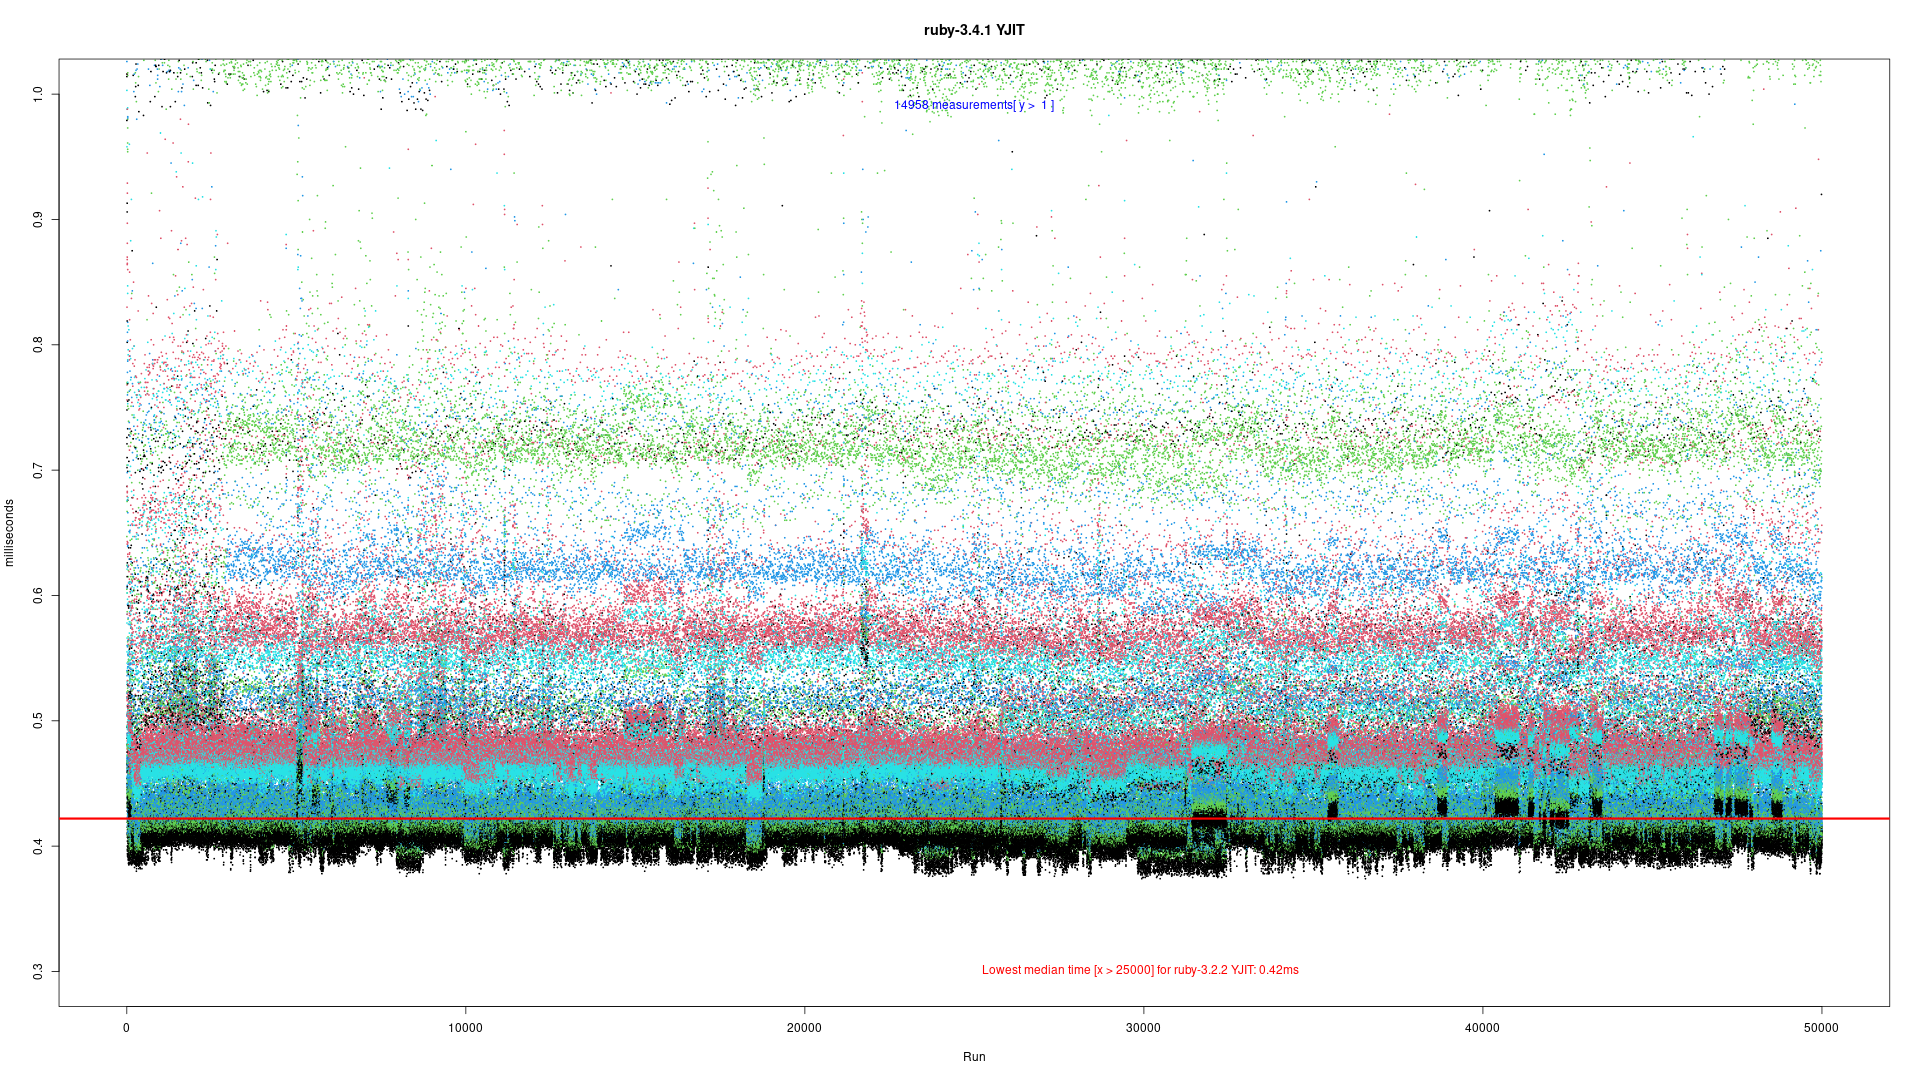 ruby-3.4.1 YJIT
14958 measurements[ y > 1 ]
milliseconds
1.0
0.9
0.8
0.7
0.6
0.5
0.4
0.3
Lowest median time [x > 25000] for ruby-3.2.2 YJIT: 0.42ms
0 10000 20000 30000 40000 50000
Run